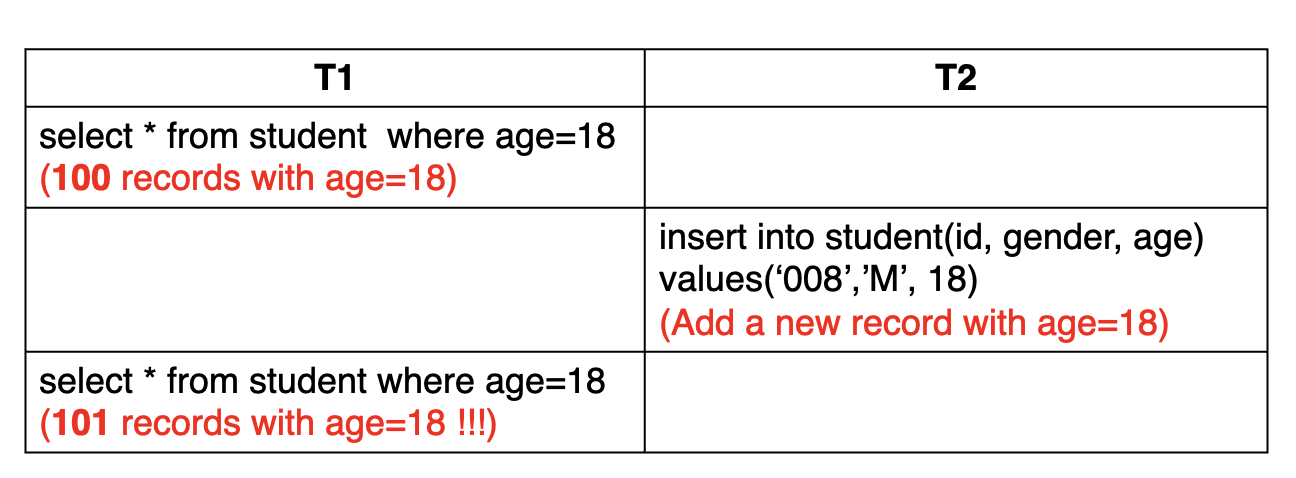 T1
T2
select * from student  where age=18
(100 records with age=18)
insert into student(id, gender, age)
values(‘008’,’M’, 18)
(Add a new record with age=18)
select * from student where age=18
(101 records with age=18 !!!)